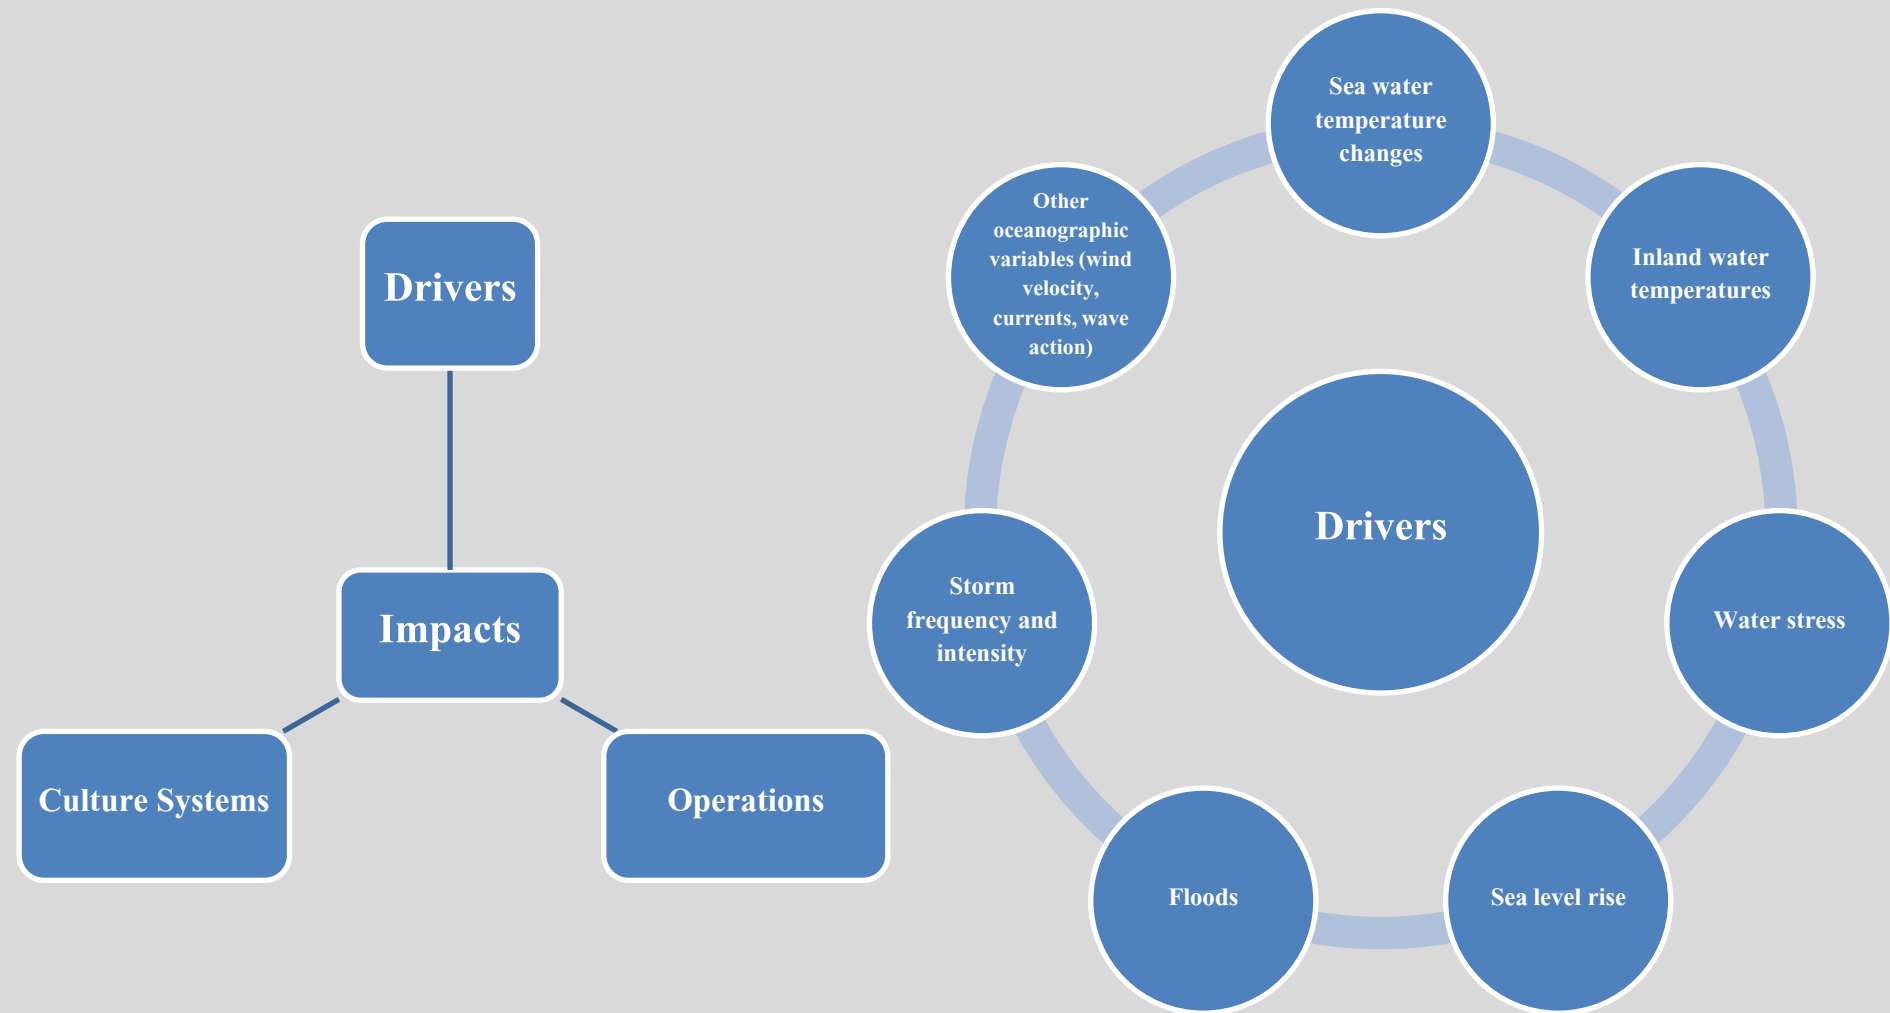 Drivers
Impacts
Culture Systems
Operations
Sea water
temperature
changes
Inland water
temperatures
Water stress
Sea level rise
Floods
Storm
frequency and
intensity
Other
oceanographic
variables (wind
velocity,
currents, wave
action)
Drivers